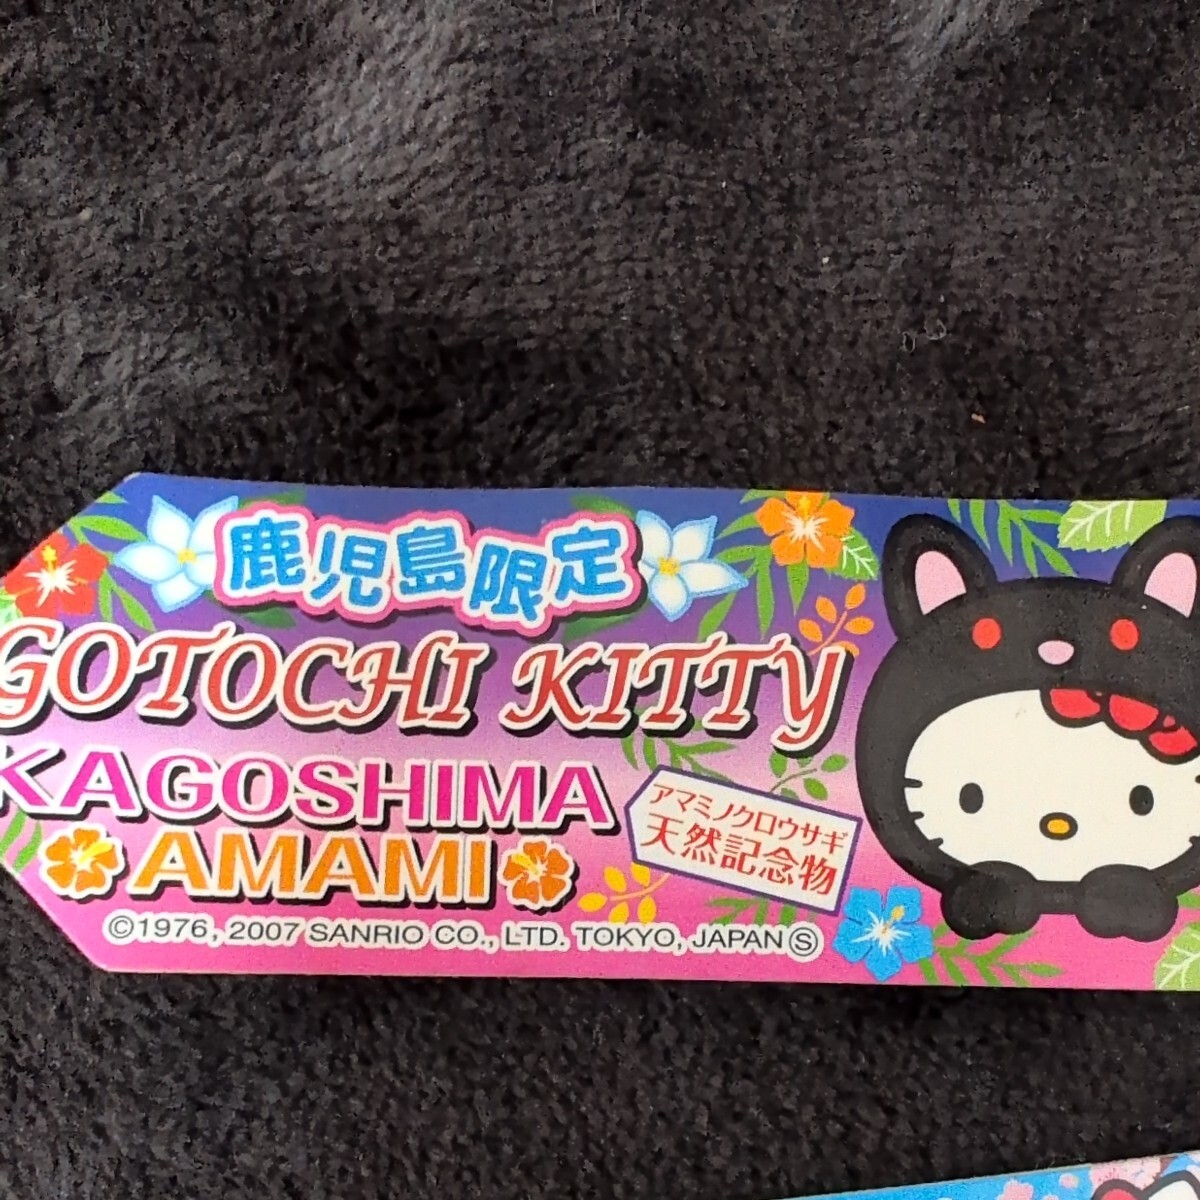 鹿児島限定
GOTOCHI KITTY
KAGOSHIMA
AMAMI
アマミノクロウサギ
天然記念物
©1976, 2007 SANRIO CO., LTD. TOKYO, JAPAN Ⓢ